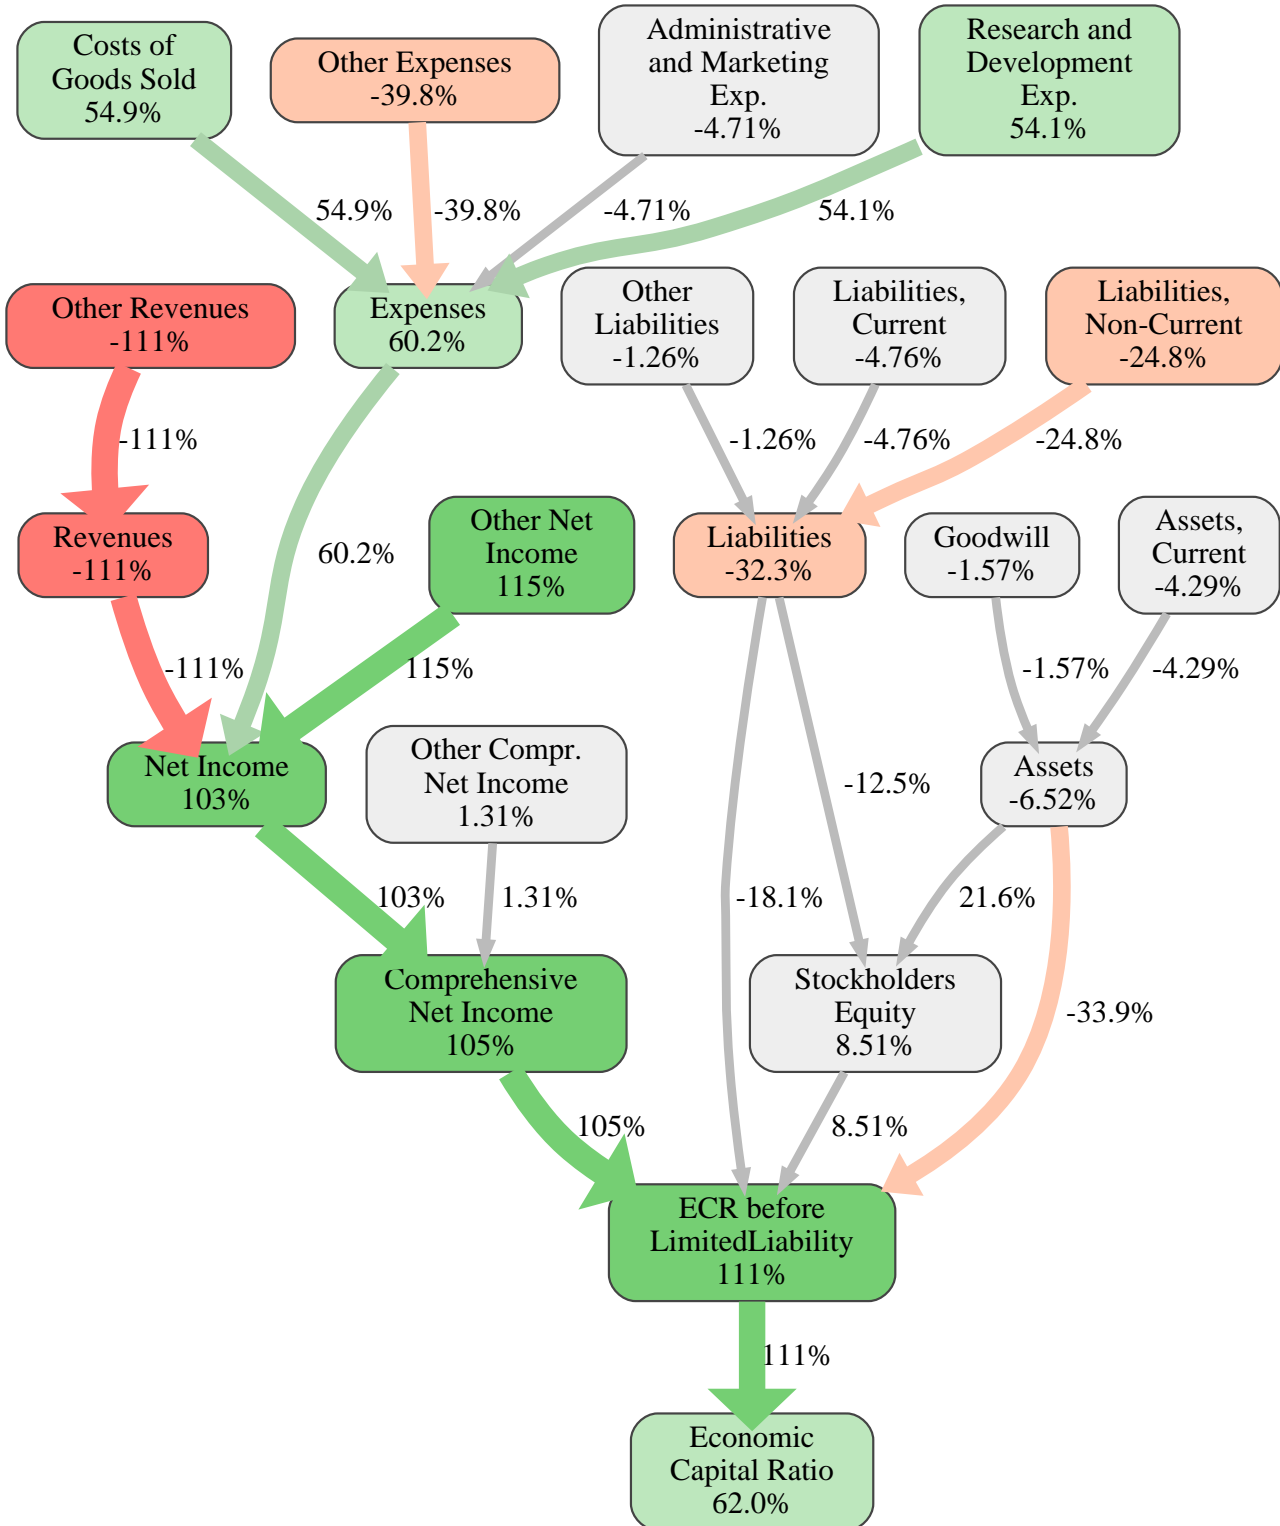 Costs of
Goods Sold
54.9%
Other Expenses
-39.8%
Administrative
and Marketing
Exp.
-4.71%
Research and
Development
Exp.
54.1%
54.9%
-39.8%
-4.71%
54.1%
Other Revenues
-111%
Expenses
60.2%
Other
Liabilities
-1.26%
Liabilities,
Current
-4.76%
Liabilities,
Non-Current
-24.8%
-111%
-1.26%
-4.76%
-24.8%
Revenues
-111%
60.2%
Other Net
Income
115%
Liabilities
-32.3%
Goodwill
-1.57%
Assets,
Current
-4.29%
-111%
115%
-1.57%
-4.29%
Net Income
103%
Other Compr.
Net Income
1.31%
-12.5%
Assets
-6.52%
103%
1.31%
-18.1%
21.6%
Comprehensive
Net Income
105%
Stockholders
Equity
8.51%
-33.9%
105%
8.51%
ECR before
LimitedLiability
111%
111%
Economic
Capital Ratio
62.0%